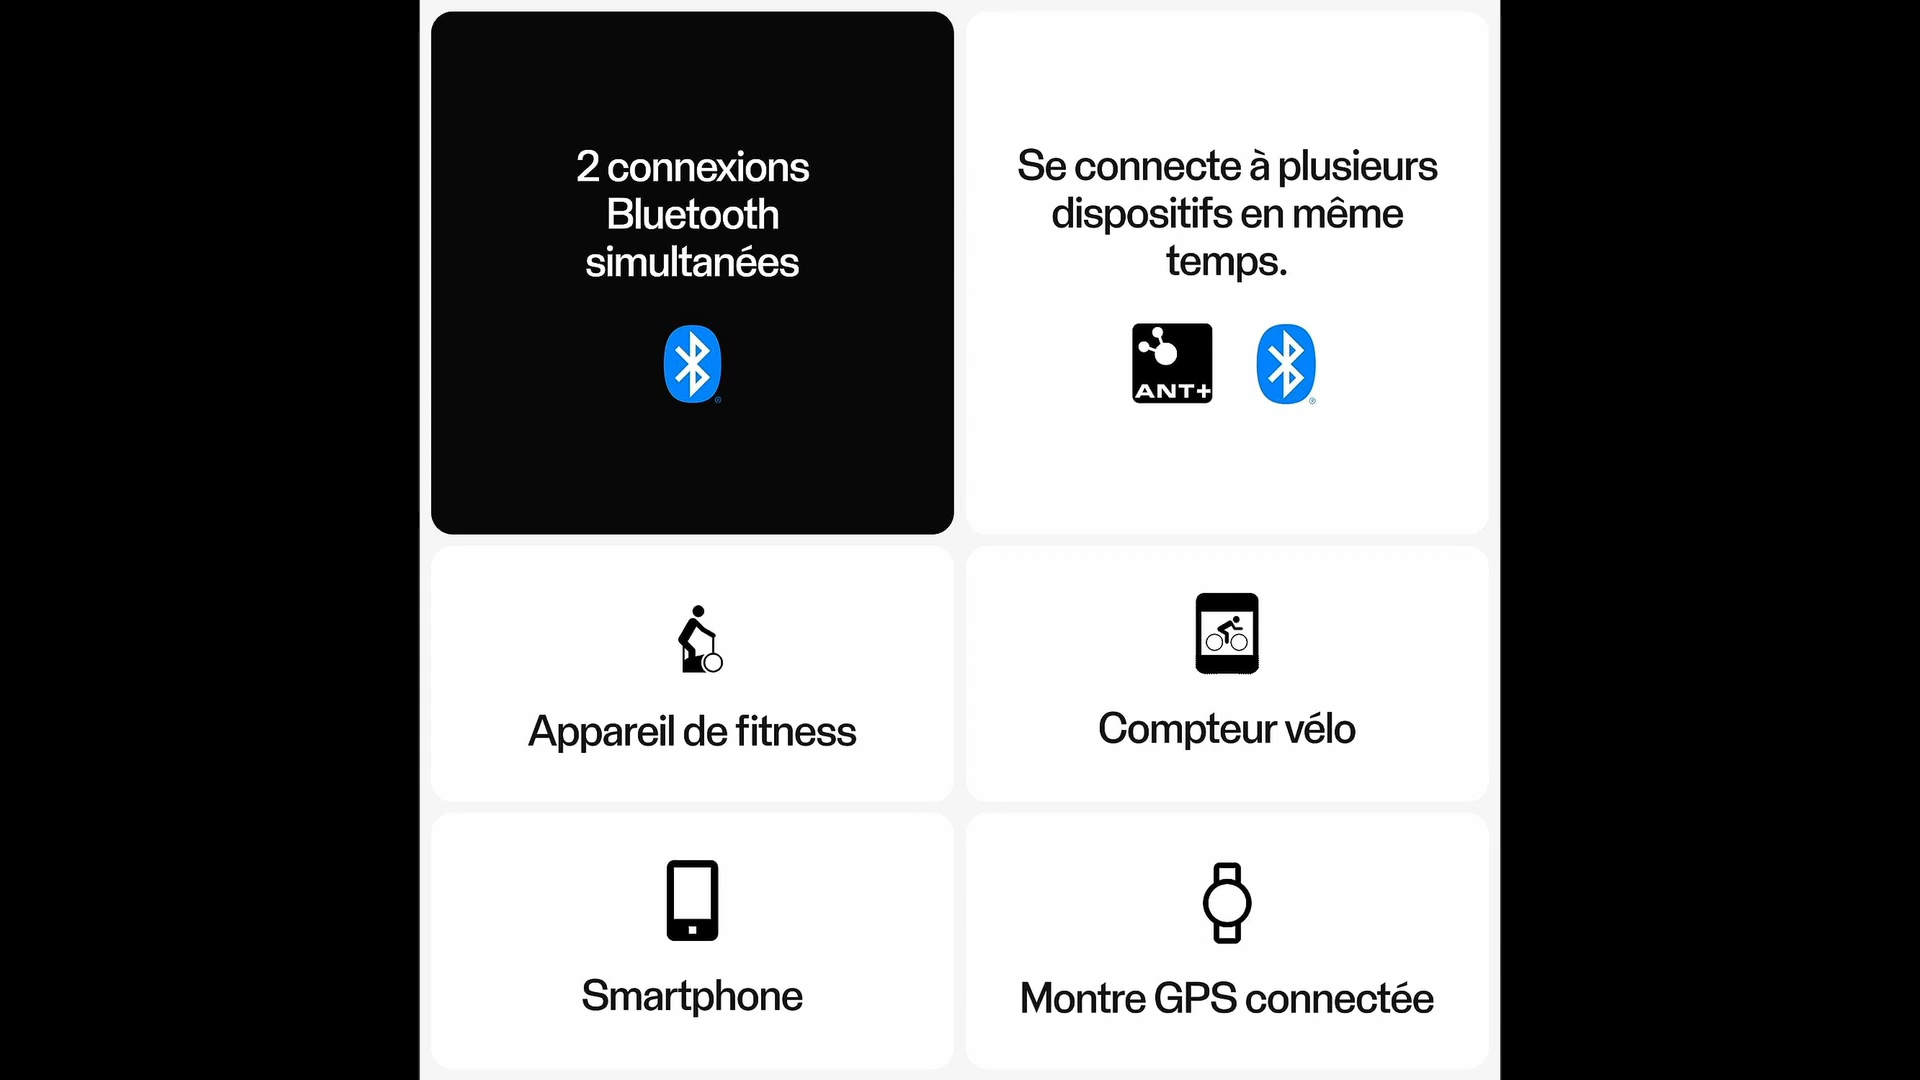 2 connexions
Bluetooth
simultanées
Se connecte à plusieurs
dispositifs en même
temps.
ANT+
Appareil de fitness
Compteur vélo
Smartphone
Montre GPS connectée